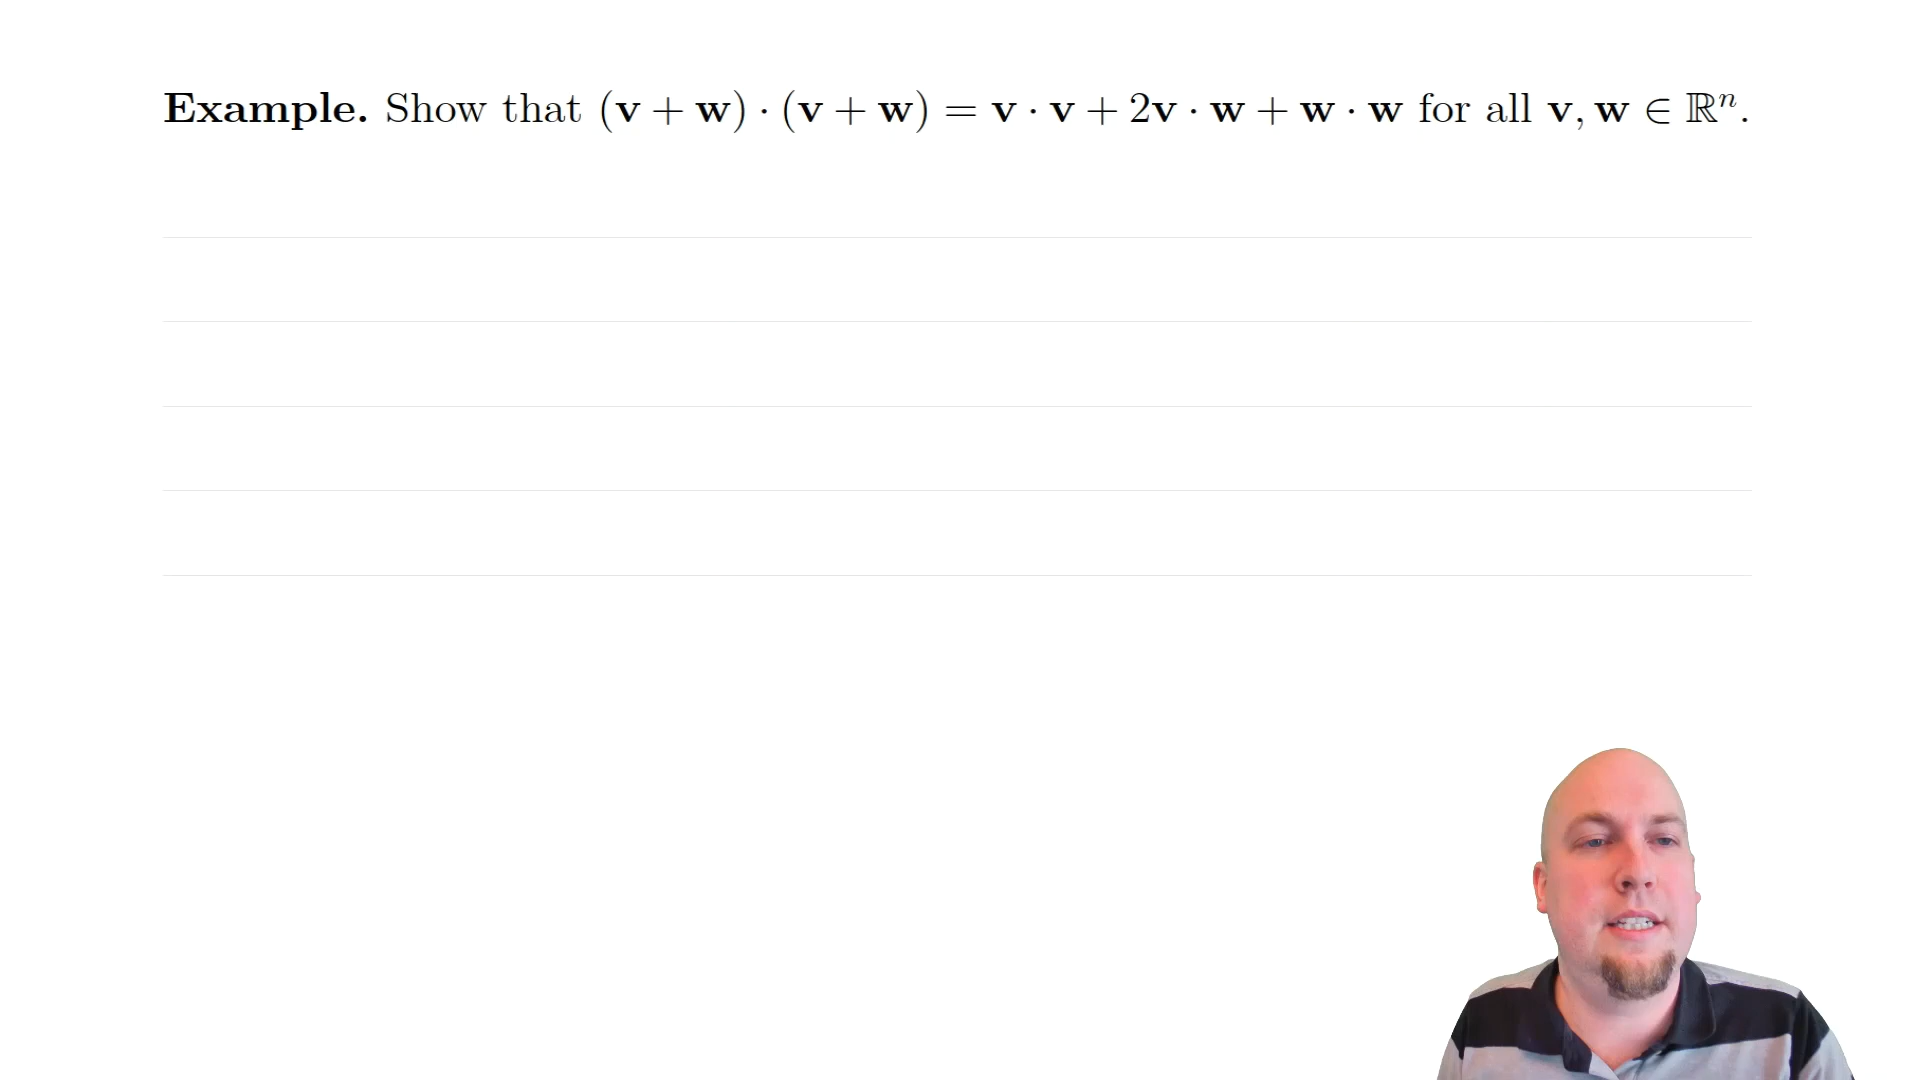 Example. Show that (v + w) · (v + w) = v · v + 2v · w + w · w for all v, w ∈ ℝⁿ.